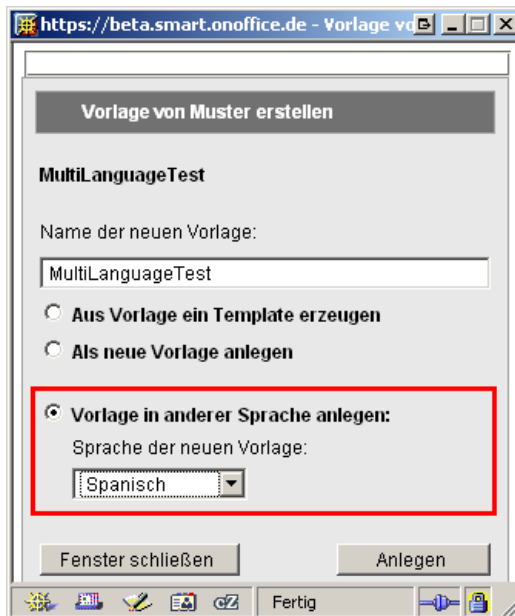 https://beta.smart.onoffice.de - Vorlage vo
Vorlage von Muster erstellen
MultiLanguageTest
Name der neuen Vorlage:
MultiLanguageTest
Aus Vorlage ein Template erzeugen
Als neue Vorlage anlegen
Vorlage in anderer Sprache anlegen:
Sprache der neuen Vorlage:
Spanisch
Fenster schließen Anlegen
Fertig